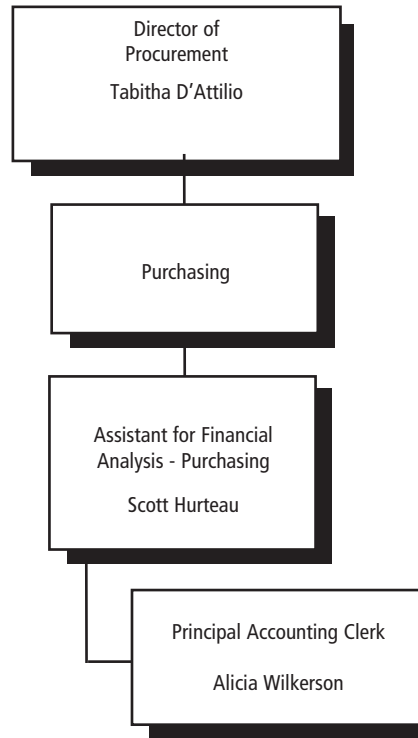 Director of
Procurement
Tabitha D’Attilio
Purchasing
Assistant for Financial
Analysis - Purchasing
Scott Hurteau
Principal Accounting Clerk
Alicia Wilkerson